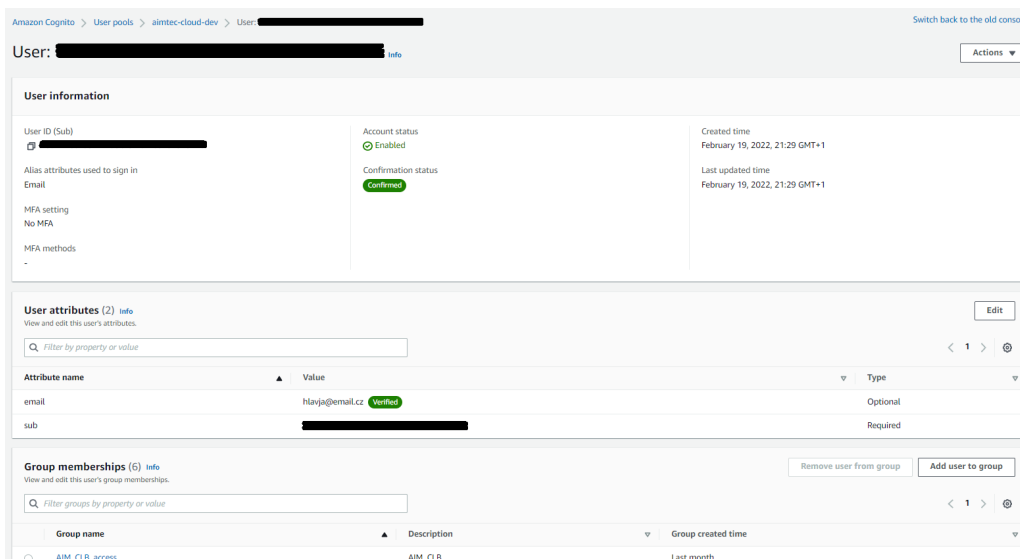 Amazon Cognito > User pools > aimtec-cloud-dev > User:
Switch back to the old conso
User: Info
Actions
User information
User ID (Sub)
Account status
Created time
Enabled
February 19, 2022, 21:29 GMT+1
Alias attributes used to sign in
Confirmation status
Last updated time
Email
Confirmed
February 19, 2022, 21:29 GMT+1
MFA setting
No MFA
MFA methods
-
User attributes (2) Info
Edit
View and edit this user's attributes.
Filter by property or value
< 1 >
Attribute name Value Type
email hlavja@email.cz Verified Optional
sub Required
Group memberships (6) Info
Remove user from group Add user to group
View and edit this user's group memberships.
Filter groups by property or value
< 1 >
Group name Description Group created time
AIM_CLB_access AIM_CLB Last month